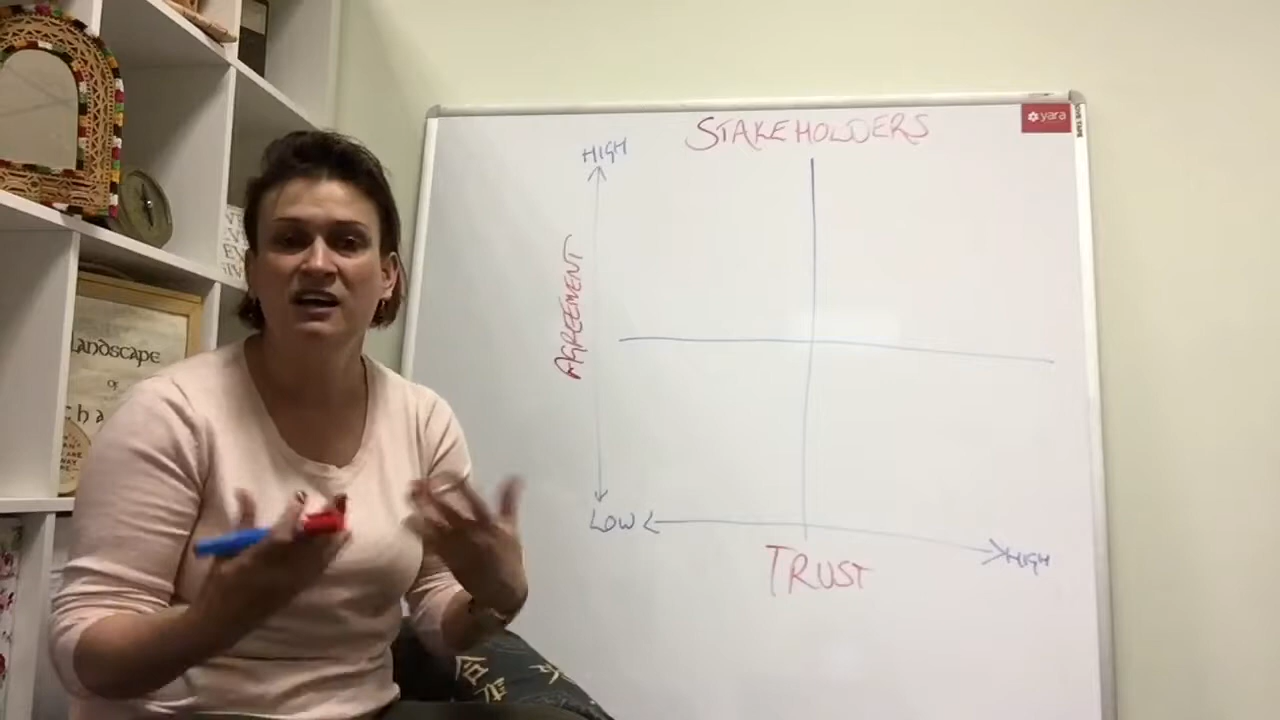 STAKEHOLDERS
yara
HIGH
AGREEMENT
LOW
HIGH
TRUST
Landscape
of